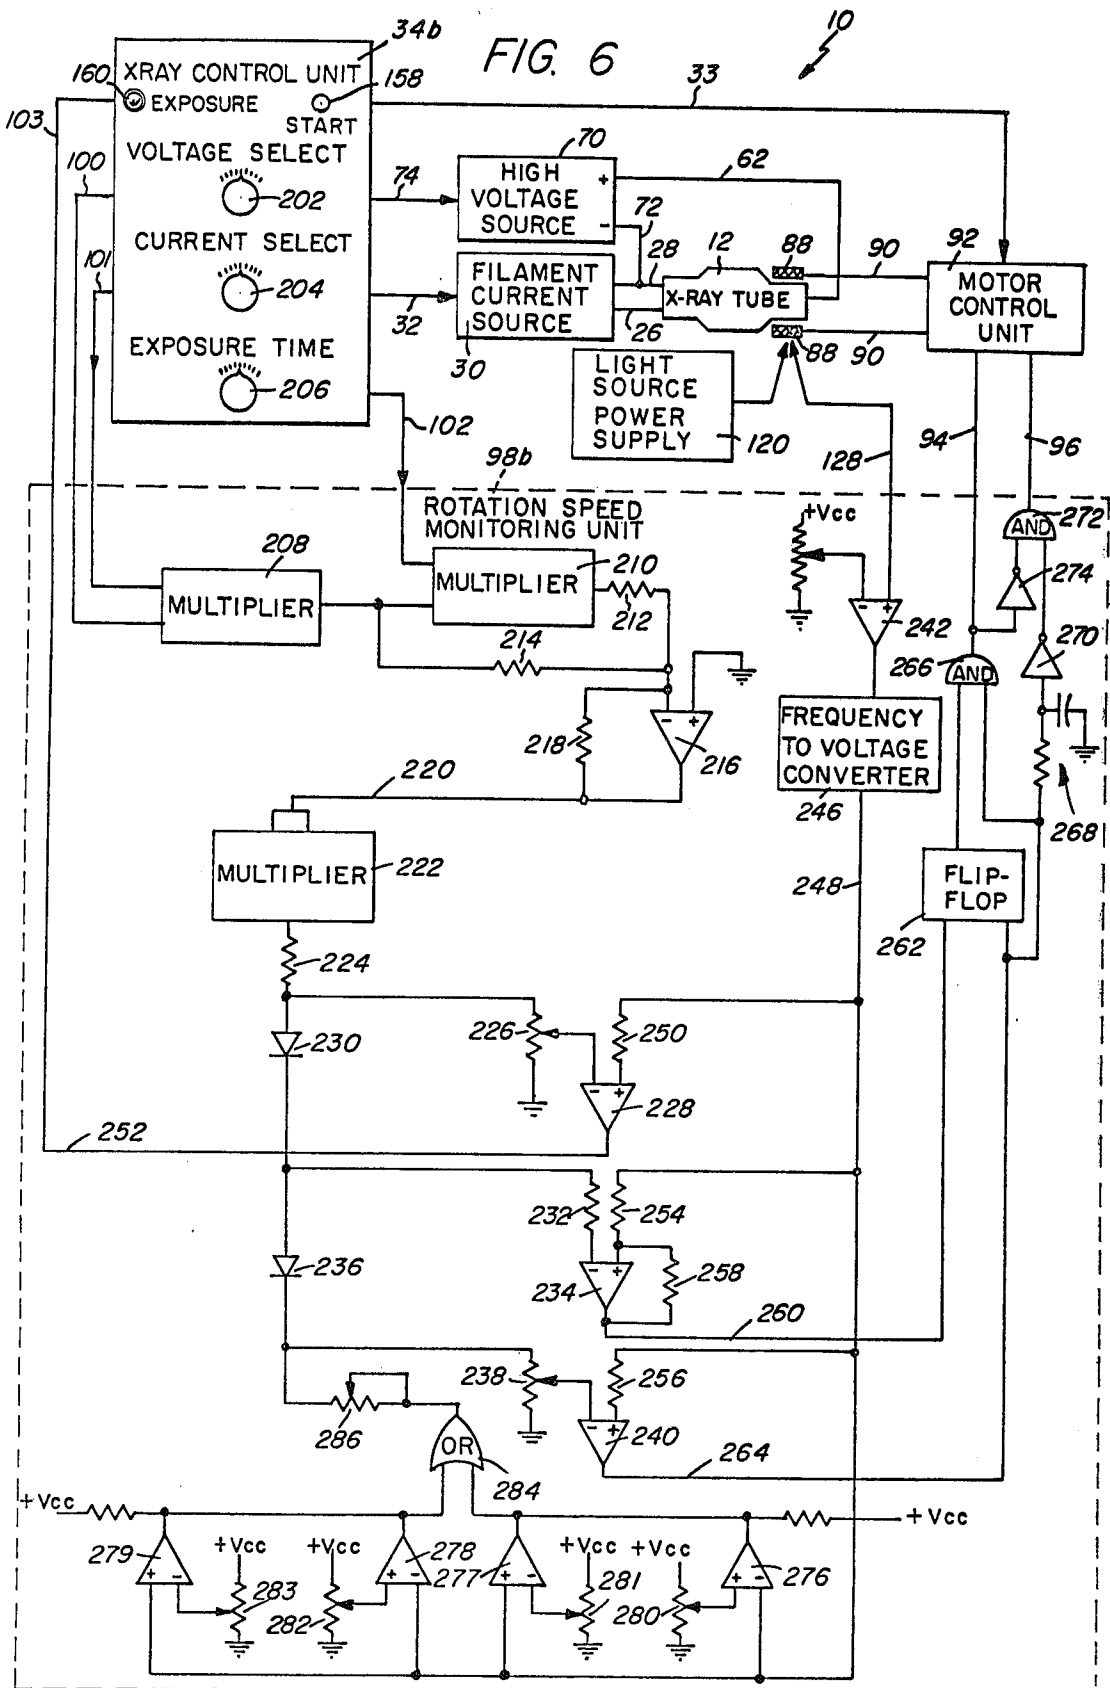 FIG. 6
10
34b
XRAY CONTROL UNIT
160
EXPOSURE
158
START
103
33
VOLTAGE SELECT
100
202
74
70
HIGH
VOLTAGE
SOURCE
+
-
62
72
CURRENT SELECT
101
204
32
FILAMENT
CURRENT
SOURCE
30
28
26
12
X-RAY TUBE
88
88
90
90
92
MOTOR
CONTROL
UNIT
EXPOSURE TIME
206
102
LIGHT
SOURCE
POWER
SUPPLY
120
128
94
96
98b
ROTATION SPEED
MONITORING UNIT
208
MULTIPLIER
210
MULTIPLIER
212
214
+Vcc
-
+
242
AND
272
274
270
266
AND
218
-
+
216
220
FREQUENCY
TO VOLTAGE
CONVERTER
246
268
MULTIPLIER
222
248
FLIP-
FLOP
262
224
230
226
250
-
+
228
252
232
254
236
-
+
234
258
260
238
256
286
OR
284
-
+
240
264
+Vcc
+Vcc
279
+
-
+Vcc
283
+Vcc
282
278
+
-
277
+
-
+Vcc
281
+Vcc
280
276
+
-